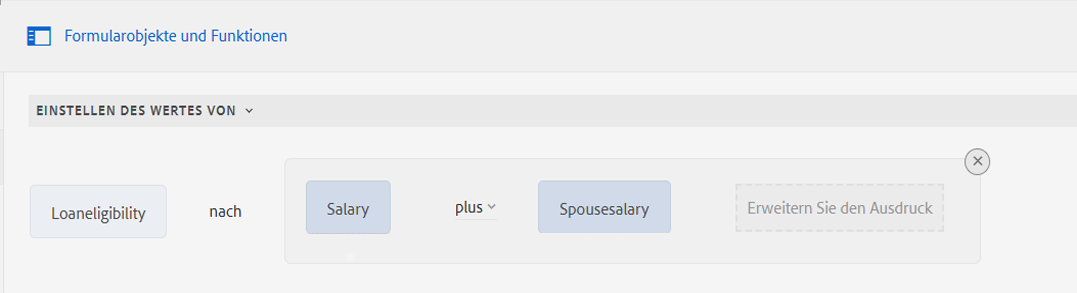 Formularobjekte und Funktionen
EINSTELLEN DES WERTES VON
Loaneligibility nach Salary plus Spousesalary Erweitern Sie den Ausdruck